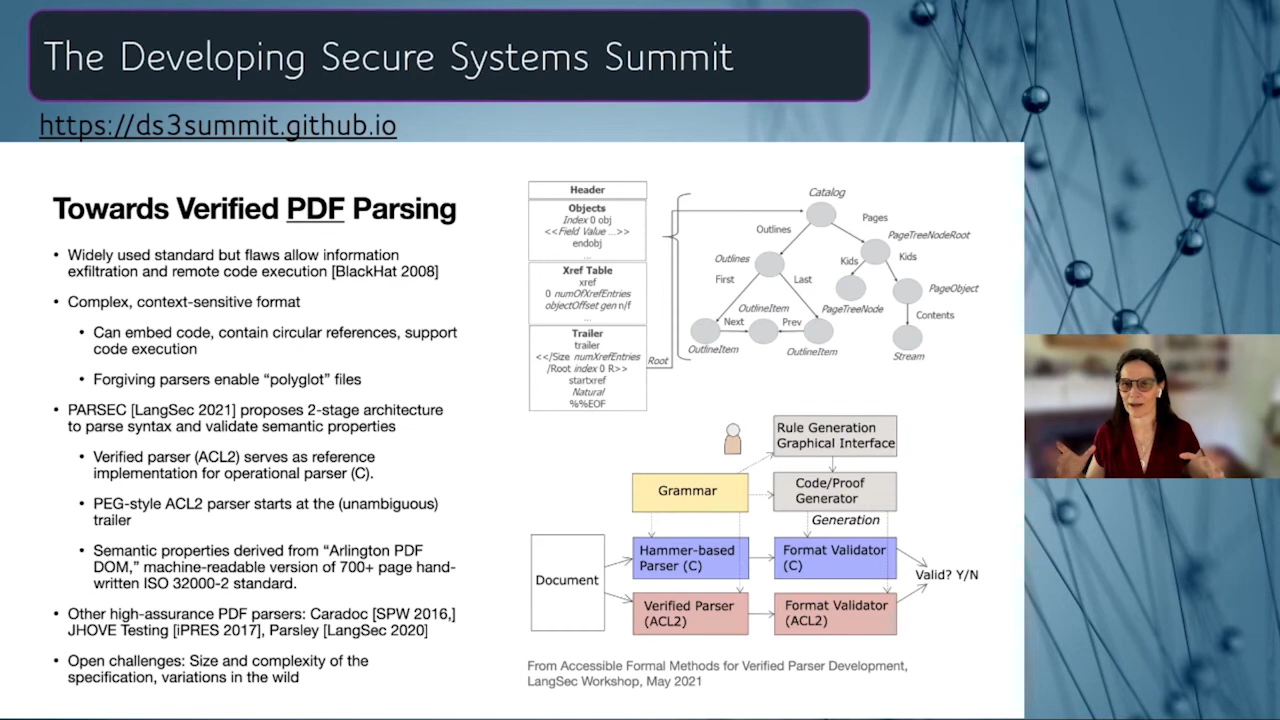 The Developing Secure Systems Summit
https://ds3summit.github.io
Towards Verified PDF Parsing
• Widely used standard but flaws allow information
exfiltration and remote code execution [BlackHat 2008]
• Complex, context-sensitive format
• Can embed code, contain circular references, support
code execution
• Forgiving parsers enable “polyglot” files
• PARSEC [LangSec 2021] proposes 2-stage architecture
to parse syntax and validate semantic properties
• Verified parser (ACL2) serves as reference
implementation for operational parser (C).
• PEG-style ACL2 parser starts at the (unambiguous)
trailer
• Semantic properties derived from “Arlington PDF
DOM,” machine-readable version of 700+ page hand-
written ISO 32000-2 standard.
• Other high-assurance PDF parsers: Caradoc [SPW 2016,]
JHOVE Testing [iPRES 2017], Parsley [LangSec 2020]
• Open challenges: Size and complexity of the
specification, variations in the wild
Header
Objects
Index 0 obj
<<Field Value ...>>
endobj
...
Xref Table
xref
0 numOfXrefEntries
objectOffset gen n/f
...
Trailer
trailer
<</Size numXrefEntries
/Root index 0 R>>
startxref
Natural
%%EOF
Root
Catalog
Outlines
Pages
PageTreeNodeRoot
Outlines
Kids
Kids
First
Last
PageObject
OutlineItem
PageTreeNode
Contents
Next
Prev
OutlineItem
OutlineItem
Stream
Rule Generation
Graphical Interface
Grammar
Code/Proof
Generator
Generation
Document
Hammer-based
Parser (C)
Format Validator
(C)
Valid? Y/N
Verified Parser
(ACL2)
Format Validator
(ACL2)
From Accessible Formal Methods for Verified Parser Development,
LangSec Workshop, May 2021